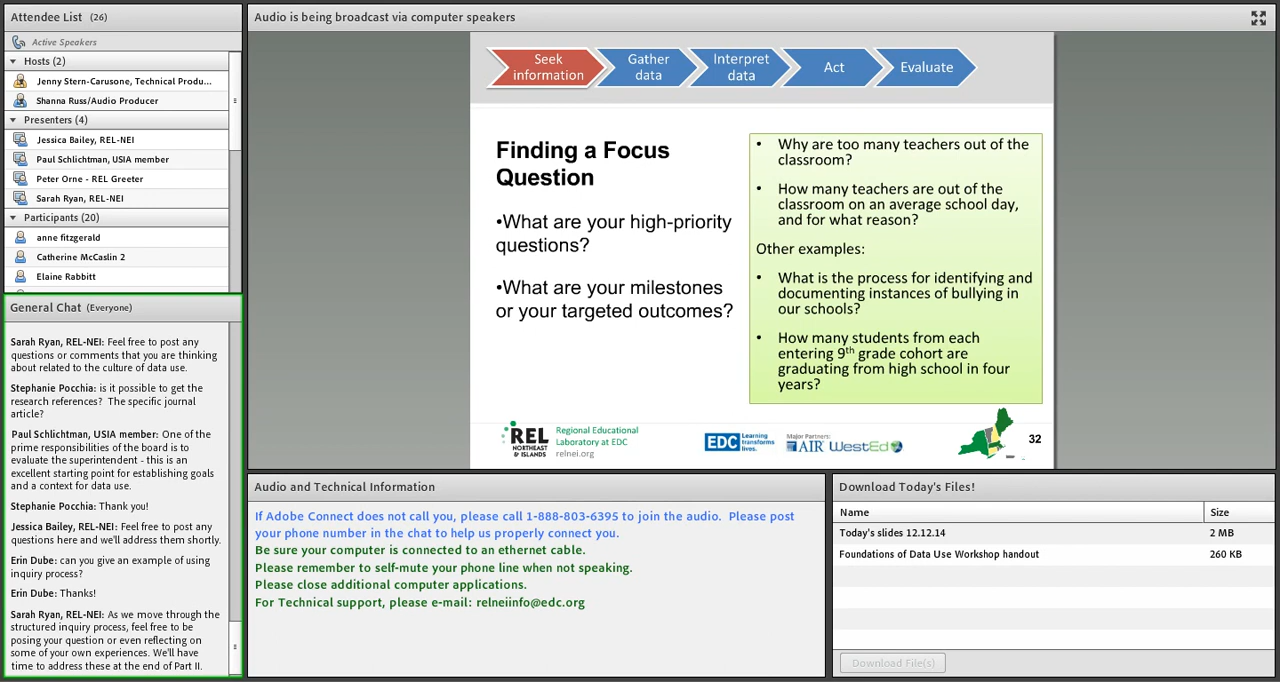 Attendee List (26)
Active Speakers
Hosts (2)
Jenny Stern-Carusone, Technical Produ...
Shanna Russ/Audio Producer
Presenters (4)
Jessica Bailey, REL-NEI
Paul Schlichtman, USIA member
Peter Orne - REL Greeter
Sarah Ryan, REL-NEI
Participants (20)
anne fitzgerald
Catherine McCaslin 2
Elaine Rabbitt
General Chat (Everyone)
Sarah Ryan, REL-NEI: Feel free to post any
questions or comments that you are thinking
about related to the culture of data use.
Stephanie Pocchia: is it possible to get the
research references? The specific journal
article?
Paul Schlichtman, USIA member: One of the
prime responsibilities of the board is to
evaluate the superintendent - this is an
excellent starting point for establishing goals
and a context for data use.
Stephanie Pocchia: Thank you!
Jessica Bailey, REL-NEI: Feel free to post any
questions here and we'll address them shortly.
Erin Dube: can you give an example of using
inquiry process?
Erin Dube: Thanks!
Sarah Ryan, REL-NEI: As we move through the
structured inquiry process, feel free to be
posing your question or even reflecting on
some of your own experiences. We'll have
time to address these at the end of Part II.
Audio is being broadcast via computer speakers
Seek
information
Gather
data
Interpret
data
Act
Evaluate
Finding a Focus
Question
•What are your high-priority
questions?
•What are your milestones
or your targeted outcomes?
• Why are too many teachers out of the
classroom?
• How many teachers are out of the
classroom on an average school day,
and for what reason?
Other examples:
• What is the process for identifying and
documenting instances of bullying in
our schools?
• How many students from each
entering 9th grade cohort are
graduating from high school in four
years?
REL
NORTHEAST
& ISLANDS
Regional Educational
Laboratory at EDC
relnei.org
EDC Learning
transforms
lives.
Major Partners:
AIR WestEd
32
Audio and Technical Information
If Adobe Connect does not call you, please call 1-888-803-6395 to join the audio. Please post
your phone number in the chat to help us properly connect you.
Be sure your computer is connected to an ethernet cable.
Please remember to self-mute your phone line when not speaking.
Please close additional computer applications.
For Technical support, please e-mail: relneiinfo@edc.org
Download Today's Files!
Name Size
Today's slides 12.12.14 2 MB
Foundations of Data Use Workshop handout 260 KB
Download File(s)